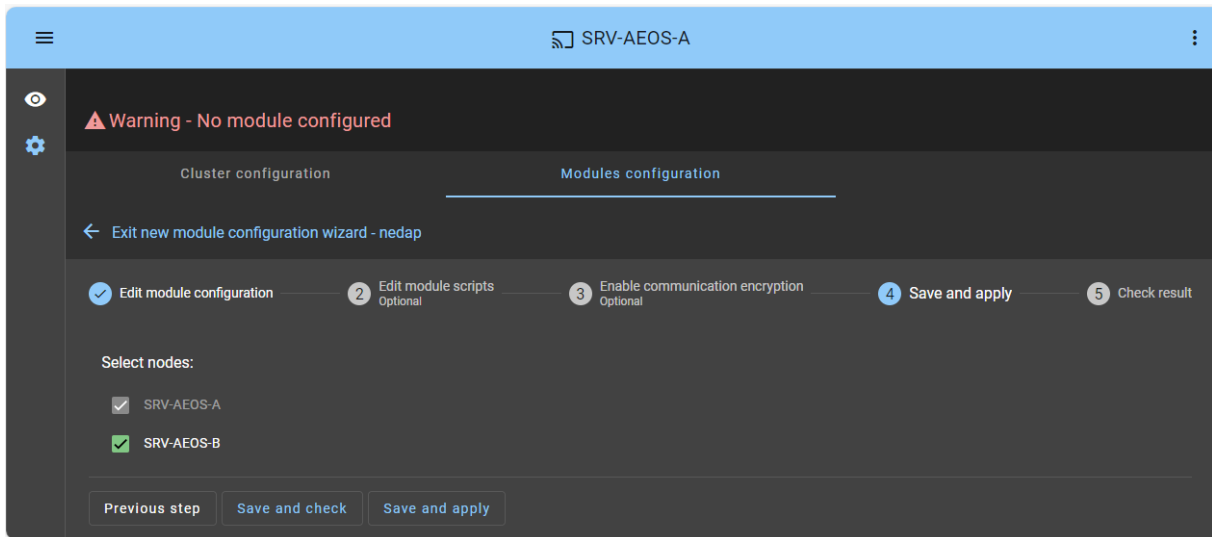 SRV-AEOS-A
Warning - No module configured
Cluster configuration
Modules configuration
Exit new module configuration wizard - nedap
Edit module configuration
2
Edit module scripts
Optional
3
Enable communication encryption
Optional
4
Save and apply
5
Check result
Select nodes:
SRV-AEOS-A
SRV-AEOS-B
Previous step
Save and check
Save and apply